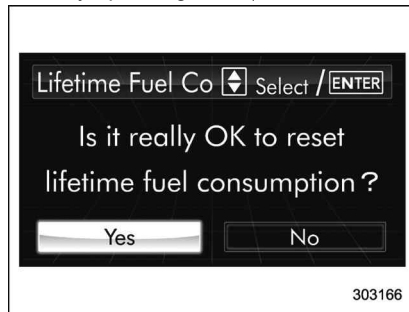 Lifetime Fuel Co Select / ENTER
Is it really OK to reset
lifetime fuel consumption ?
Yes No
303166